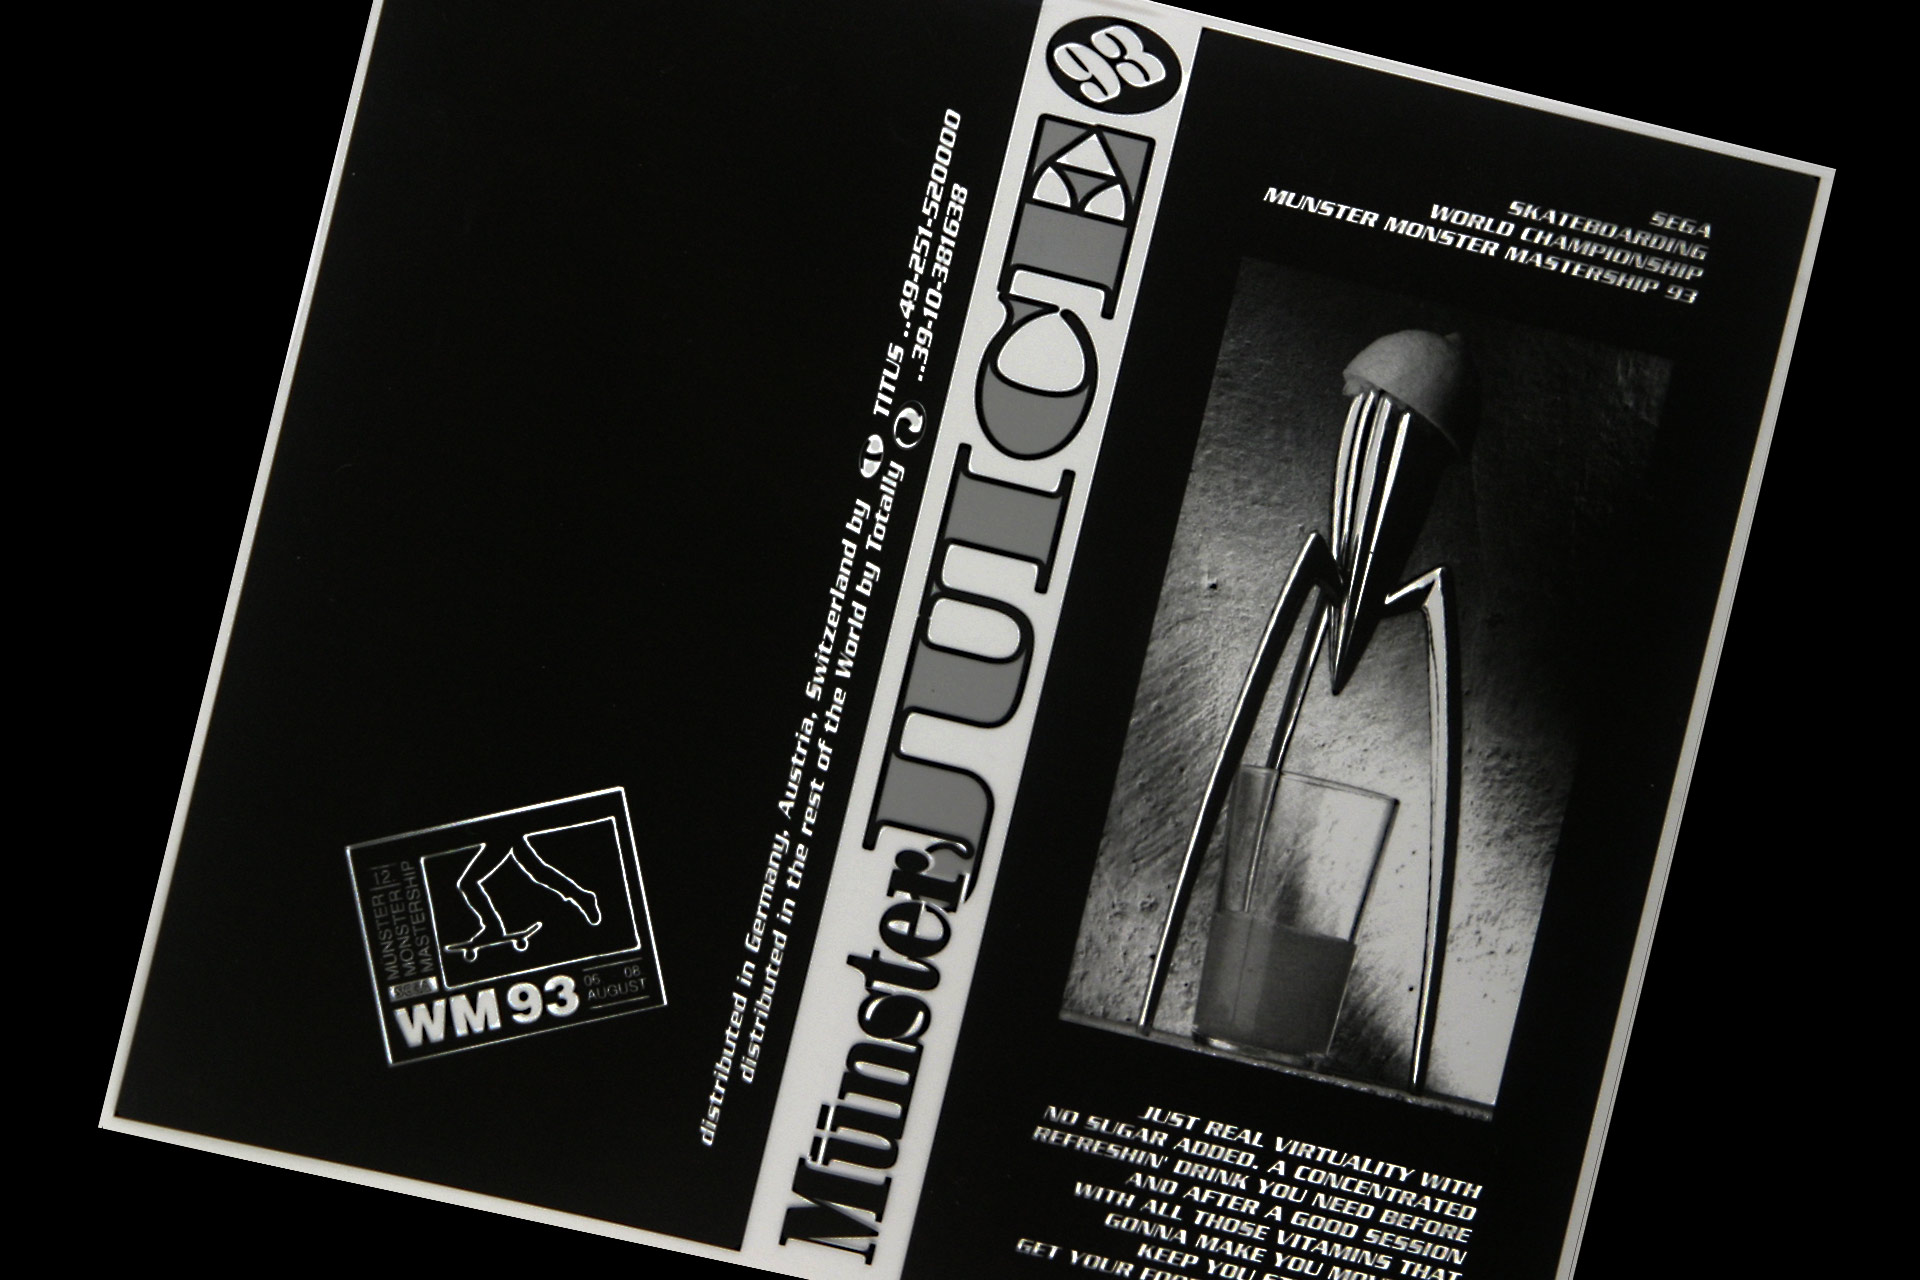 MUNSTER 12
MONSTER
MASTERSHIP
SEGA
WM 93
06 08
AUGUST
distributed in Germany, Austria, Switzerland by TITUS ..49-251-520000
distributed in the rest of the World by Totally ..39-10-381638
Münster JUICE 93
SEGA
SKATEBOARDING
WORLD CHAMPIONSHIP
MUNSTER MONSTER MASTERSHIP 93
JUST REAL VIRTUALITY WITH
NO SUGAR ADDED. A CONCENTRATED
REFRESHIN' DRINK YOU NEED BEFORE
AND AFTER A GOOD SESSION
WITH ALL THOSE VITAMINS THAT
GONNA MAKE YOU
KEEP YOU
GET YOUR